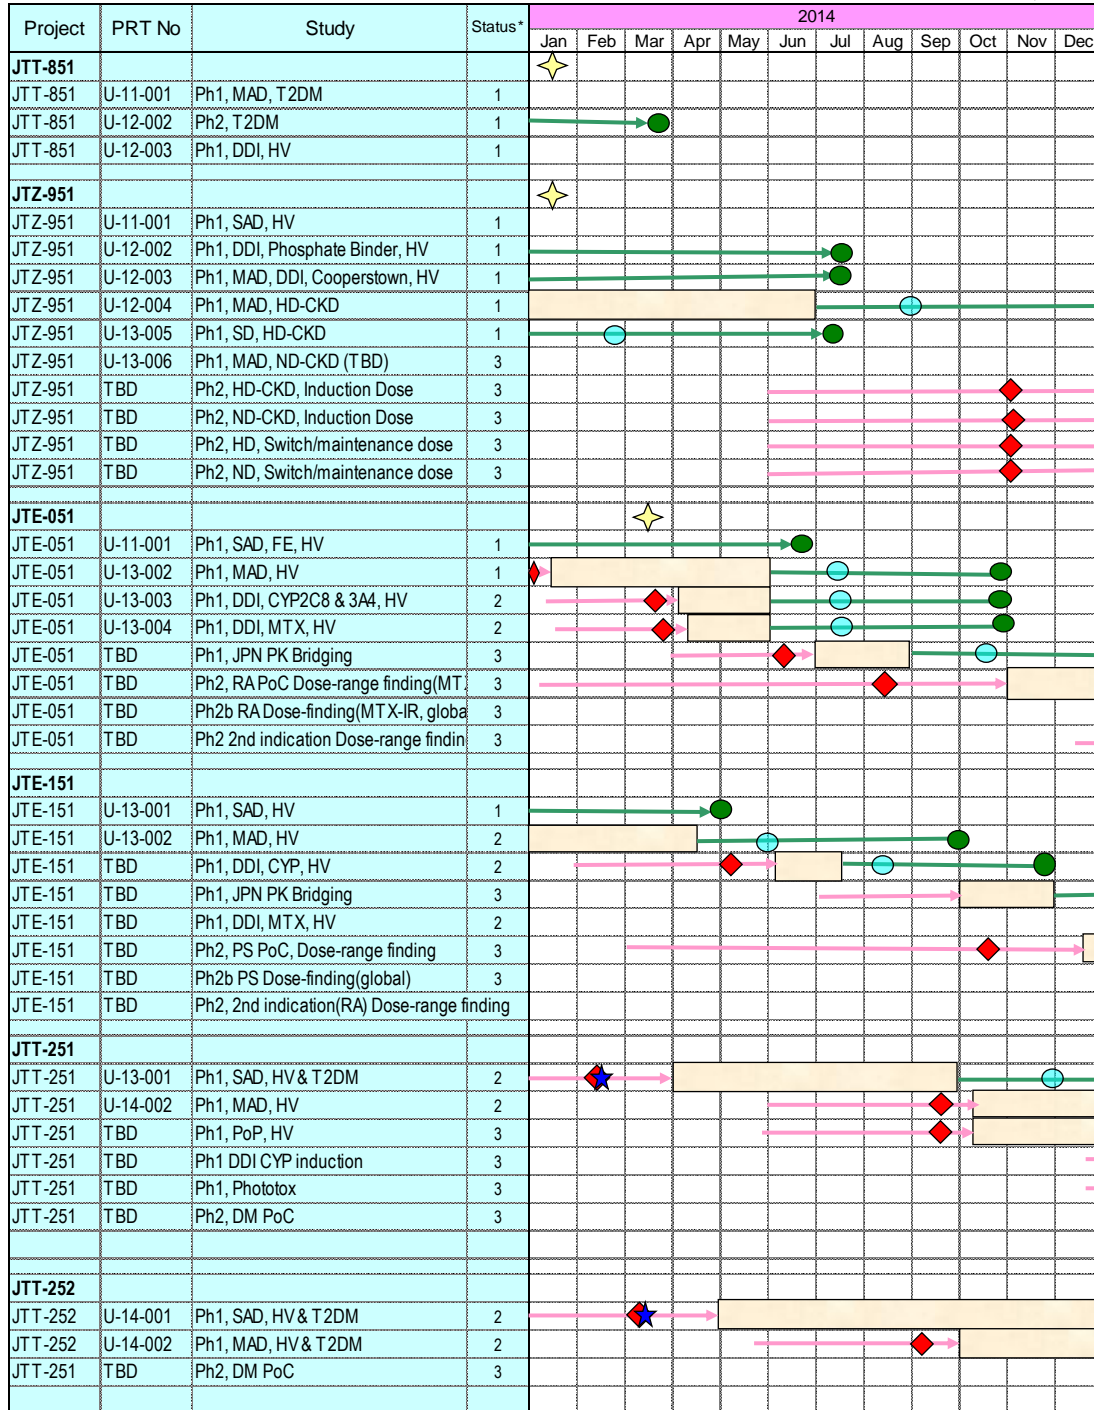 Project PRT No Study Status* 2014
Jan Feb Mar Apr May Jun Jul Aug Sep Oct Nov Dec
JTT-851
JTT-851 U-11-001 Ph1, MAD, T2DM 1
JTT-851 U-12-002 Ph2, T2DM 1
JTT-851 U-12-003 Ph1, DDI, HV 1
JTZ-951
JTZ-951 U-11-001 Ph1, SAD, HV 1
JTZ-951 U-12-002 Ph1, DDI, Phosphate Binder, HV 1
JTZ-951 U-12-003 Ph1, MAD, DDI, Cooperstown, HV 1
JTZ-951 U-12-004 Ph1, MAD, HD-CKD 1
JTZ-951 U-13-005 Ph1, SD, HD-CKD 1
JTZ-951 U-13-006 Ph1, MAD, ND-CKD (TBD) 3
JTZ-951 TBD Ph2, HD-CKD, Induction Dose 3
JTZ-951 TBD Ph2, ND-CKD, Induction Dose 3
JTZ-951 TBD Ph2, HD, Switch/maintenance dose 3
JTZ-951 TBD Ph2, ND, Switch/maintenance dose 3
JTE-051
JTE-051 U-11-001 Ph1, SAD, FE, HV 1
JTE-051 U-13-002 Ph1, MAD, HV 1
JTE-051 U-13-003 Ph1, DDI, CYP2C8 & 3A4, HV 2
JTE-051 U-13-004 Ph1, DDI, MTX, HV 2
JTE-051 TBD Ph1, JPN PK Bridging 3
JTE-051 TBD Ph2, RA PoC Dose-range finding(MT 3
JTE-051 TBD Ph2b RA Dose-finding(MTX-IR, globa 3
JTE-051 TBD Ph2 2nd indication Dose-range findin 3
JTE-151
JTE-151 U-13-001 Ph1, SAD, HV 1
JTE-151 U-13-002 Ph1, MAD, HV 2
JTE-151 TBD Ph1, DDI, CYP, HV 2
JTE-151 TBD Ph1, JPN PK Bridging 3
JTE-151 TBD Ph1, DDI, MTX, HV 2
JTE-151 TBD Ph2, PS PoC, Dose-range finding 3
JTE-151 TBD Ph2b PS Dose-finding(global) 3
JTE-151 TBD Ph2, 2nd indication(RA) Dose-range finding
JTT-251
JTT-251 U-13-001 Ph1, SAD, HV & T2DM 2
JTT-251 U-14-002 Ph1, MAD, HV 2
JTT-251 TBD Ph1, PoP, HV 3
JTT-251 TBD Ph1 DDI CYP induction 3
JTT-251 TBD Ph1, Phototox 3
JTT-251 TBD Ph2, DM PoC 3
JTT-252
JTT-252 U-14-001 Ph1, SAD, HV & T2DM 2
JTT-252 U-14-002 Ph1, MAD, HV & T2DM 2
JTT-251 TBD Ph2, DM PoC 3